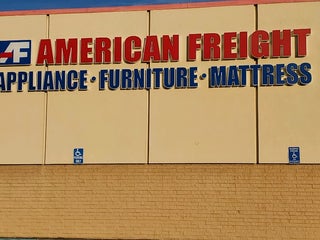 AF AMERICAN FREIGHT
APPLIANCE · FURNITURE · MATTRESS